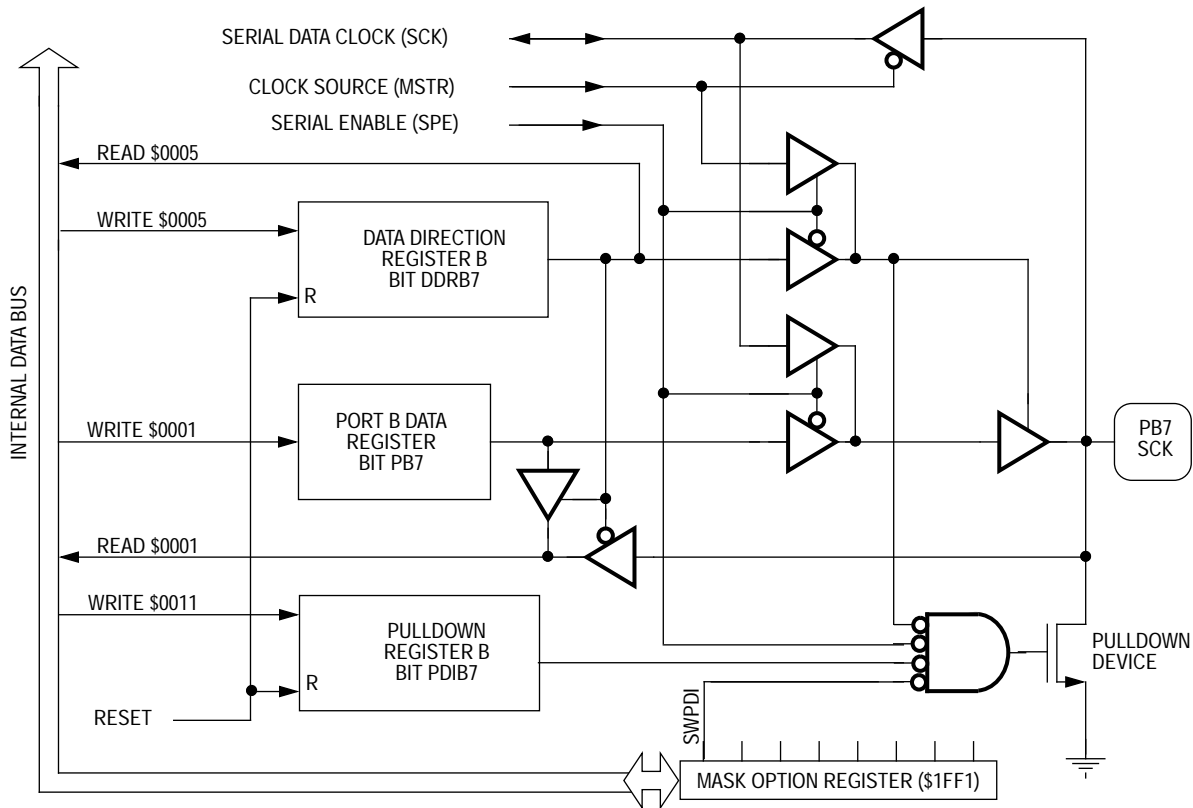 SERIAL DATA CLOCK (SCK)
CLOCK SOURCE (MSTR)
SERIAL ENABLE (SPE)
READ $0005
WRITE $0005
DATA DIRECTION
REGISTER B
BIT DDRB7
R
INTERNAL DATA BUS
WRITE $0001
PORT B DATA
REGISTER
BIT PB7
PB7
SCK
READ $0001
WRITE $0011
PULLDOWN
REGISTER B
BIT PDIB7
R
PULLDOWN
DEVICE
RESET
SWPDI
MASK OPTION REGISTER ($1FF1)